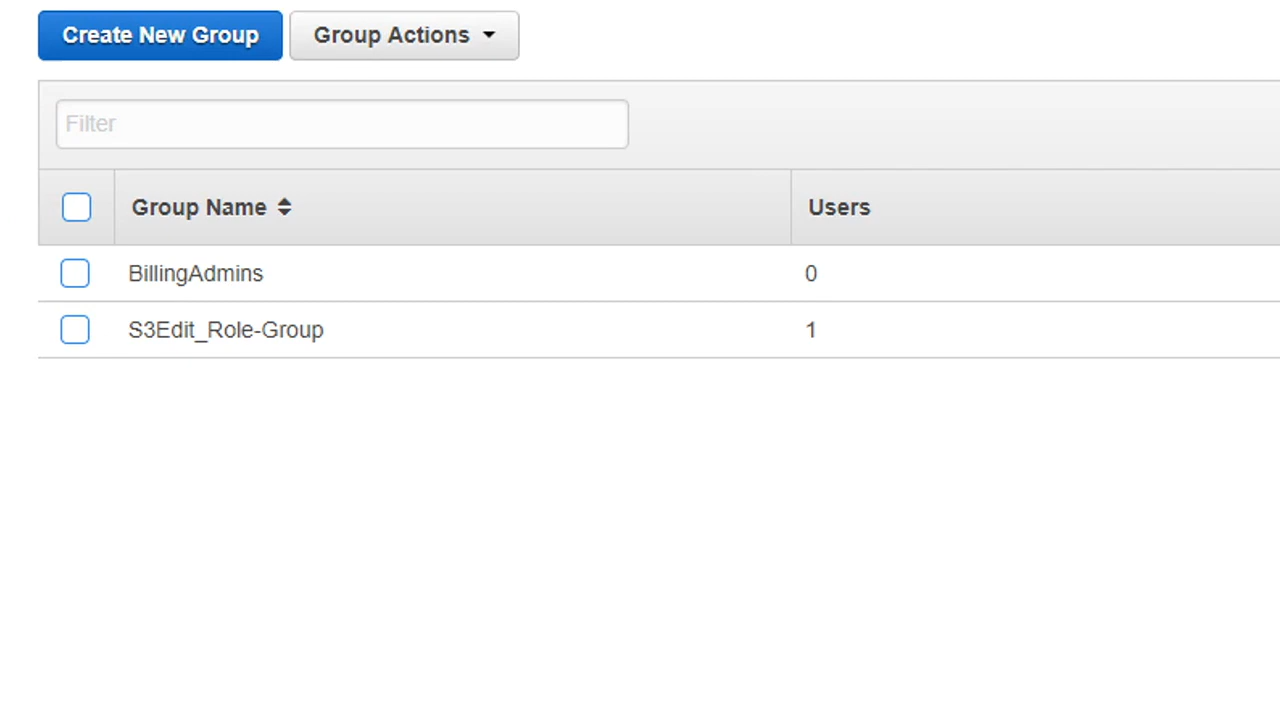 Create New Group Group Actions
Filter
Group Name Users
BillingAdmins 0
S3Edit_Role-Group 1